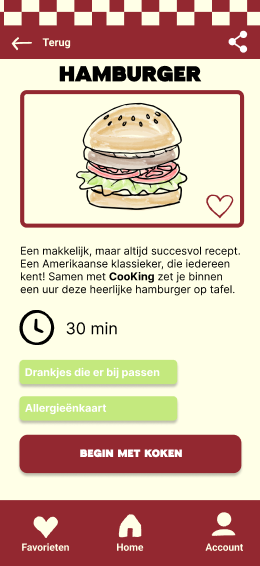 Terug
HAMBURGER
Een makkelijk, maar altijd succesvol recept.
Een Amerikaanse klassieker, die iedereen
kent! Samen met CooKing zet je binnen
een uur deze heerlijke hamburger op tafel.
30 min
Drankjes die er bij passen
Allergieënkaart
BEGIN MET KOKEN
Favorieten Home Account